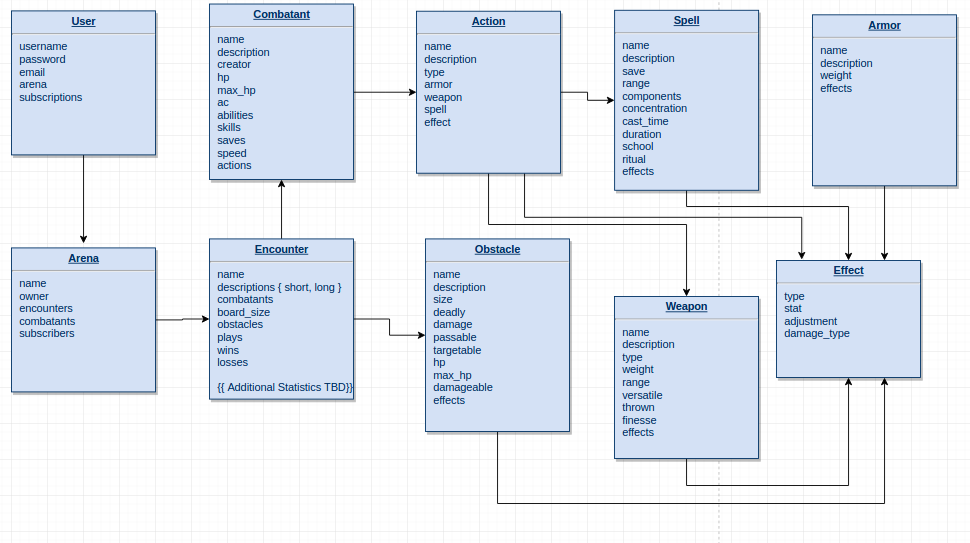 User
username
password
email
arena
subscriptions
Combatant
name
description
creator
hp
max_hp
ac
abilities
skills
saves
speed
actions
Action
name
description
type
armor
weapon
spell
effect
Spell
name
description
save
range
components
concentration
cast_time
duration
school
ritual
effects
Armor
name
description
weight
effects
Arena
name
owner
encounters
combatants
subscribers
Encounter
name
descriptions { short, long }
combatants
board_size
obstacles
plays
wins
losses
{{ Additional Statistics TBD}}
Obstacle
name
description
size
deadly
damage
passable
targetable
hp
max_hp
damageable
effects
Weapon
name
description
type
weight
range
versatile
thrown
finesse
effects
Effect
type
stat
adjustment
damage_type